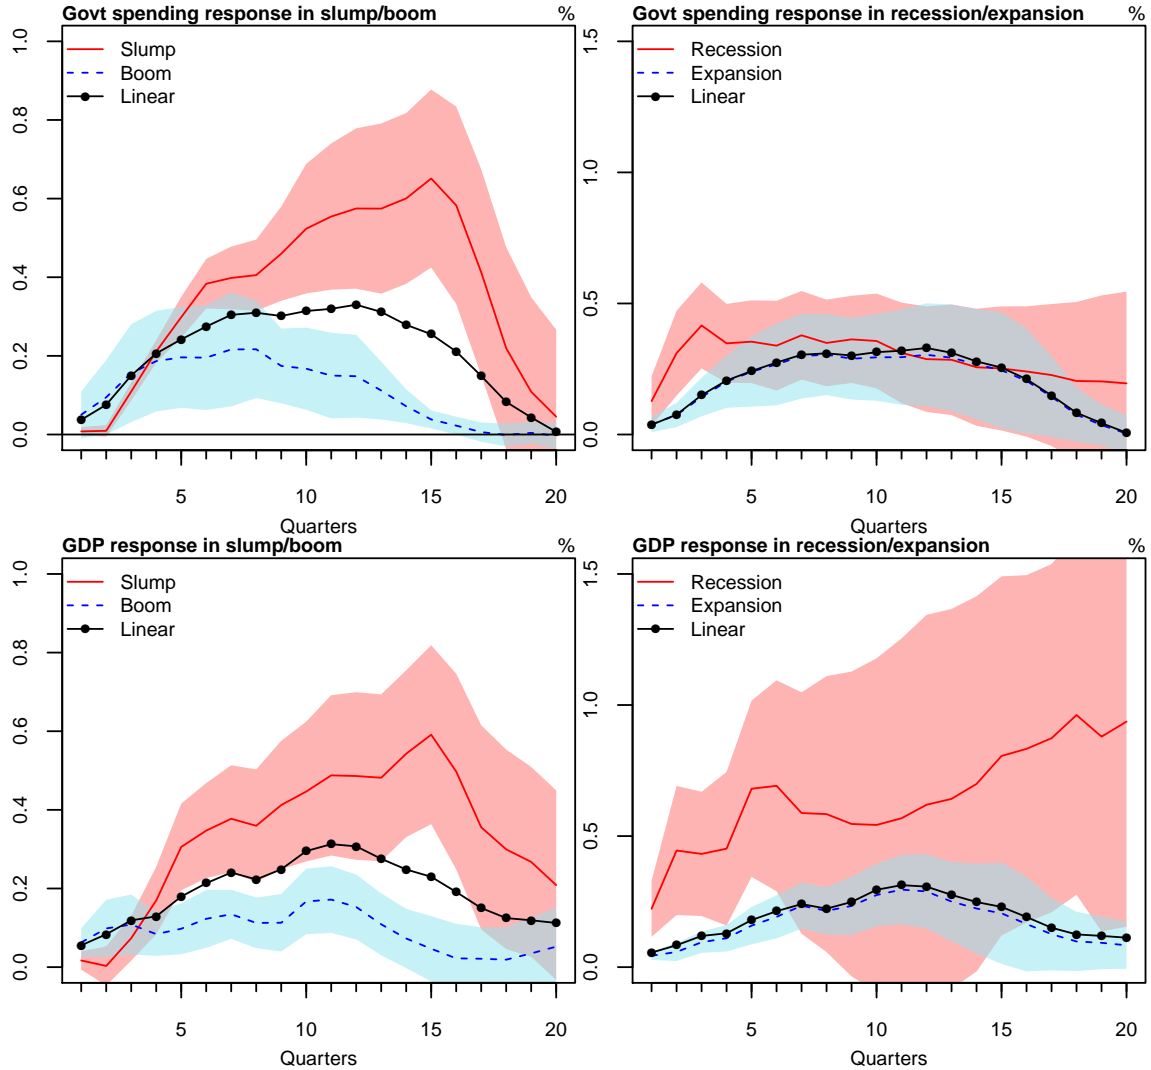 Govt spending response in slump/boom %
Slump
Boom
Linear
1.0
0.8
0.6
0.4
0.2
0.0
5 10 15 20
Quarters
Govt spending response in recession/expansion %
Recession
Expansion
Linear
1.5
1.0
0.5
0.0
5 10 15 20
Quarters
GDP response in slump/boom %
Slump
Boom
Linear
1.0
0.8
0.6
0.4
0.2
0.0
5 10 15 20
Quarters
GDP response in recession/expansion %
Recession
Expansion
Linear
1.5
1.0
0.5
0.0
5 10 15 20
Quarters